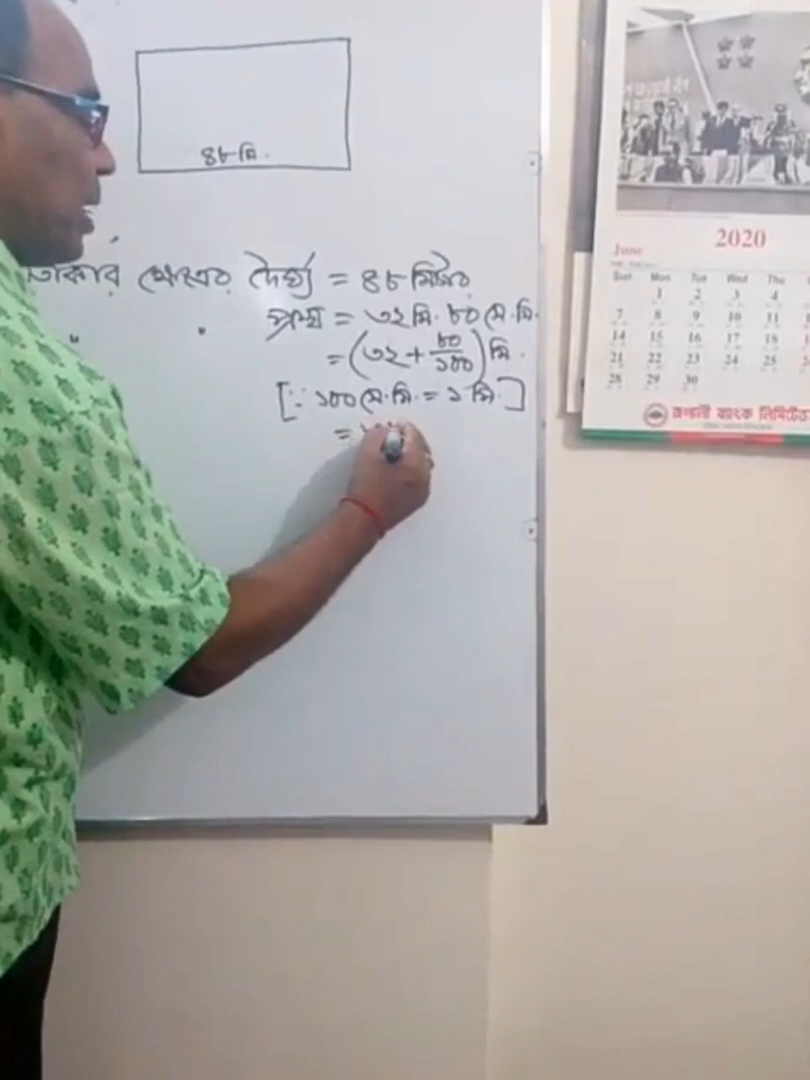 ৪৮ মি.
তাকার ক্ষেত্রের দৈর্ঘ্য = ৪৮ মিটার
" " প্রস্থ = ৩২ মি. ৮০ সে.মি.
= (৩২ + ৮০/১০০) মি.
[∵ ১০০ সে.মি. = ১ মি.]
=
June
2020
Sun Mon Tue Wed Thu
1 2 3 4
7 8 9 10 11
14 15 16 17 18
21 22 23 24 25
28 29 30
রূপালী ব্যাংক লিমিটেড